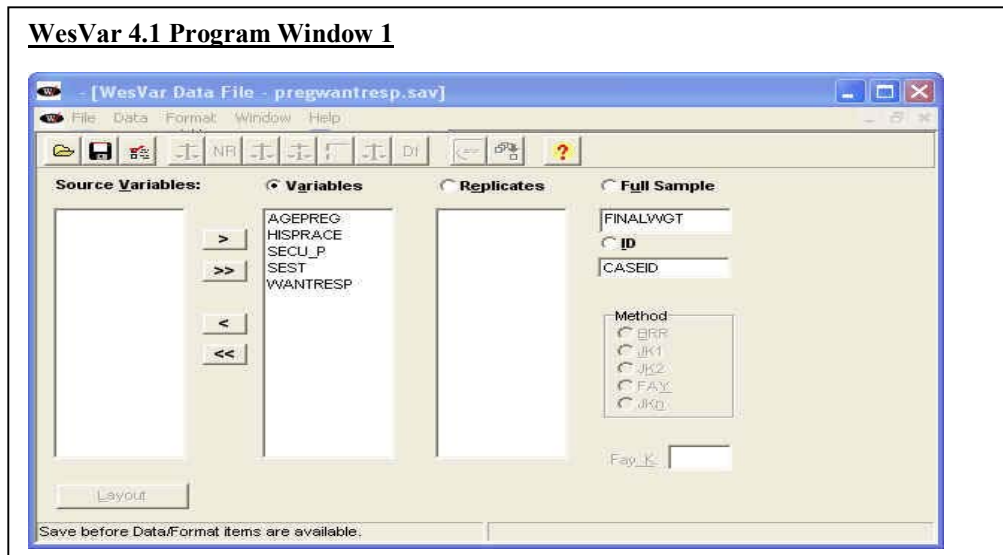 WesVar 4.1 Program Window 1
- [WesVar Data File - pregwantresp.sav]
File Data Format Window Help
NR Df ?
Source Variables: Variables Replicates Full Sample
AGEPREG
HISPRACE
SECU_P
SEST
WANTRESP
>
>>
<
<<
FINALWGT
ID
CASEID
Method
BRR
JK1
JK2
FAY
JKn
Fay_K
Layout
Save before Data/Format items are available.